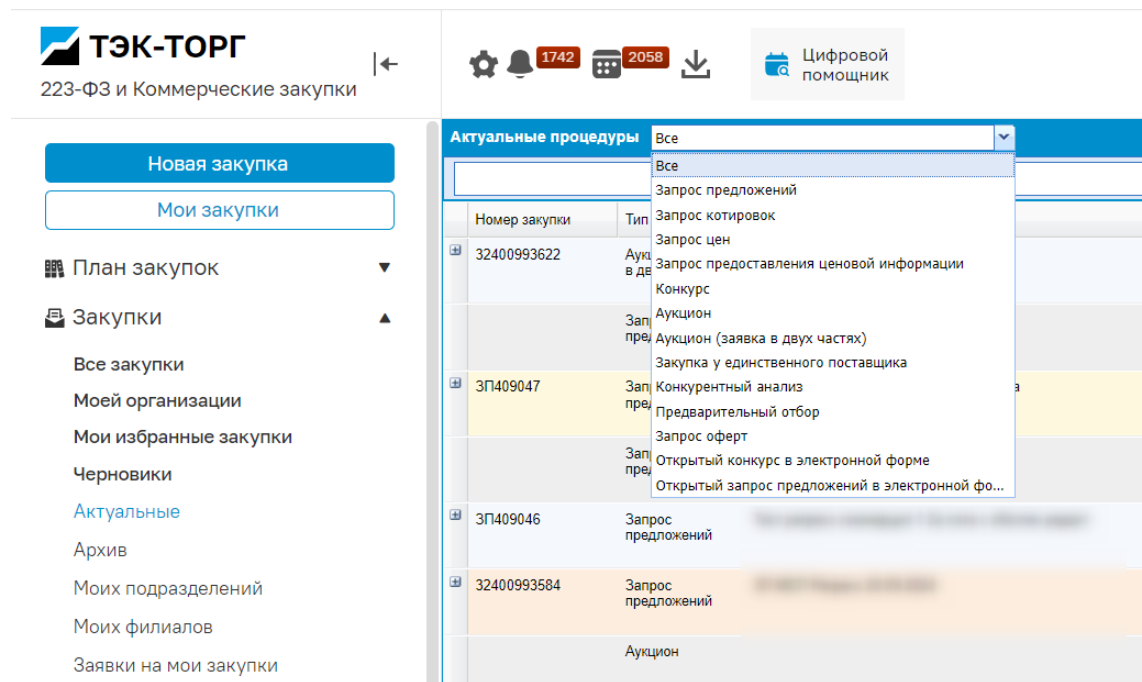 ТЭК-ТОРГ
223-ФЗ и Коммерческие закупки
1742
2058
Цифровой
помощник
Новая закупка
Мои закупки
План закупок
Закупки
Все закупки
Моей организации
Мои избранные закупки
Черновики
Актуальные
Архив
Моих подразделений
Моих филиалов
Заявки на мои закупки
Актуальные процедуры
Все
Все
Запрос предложений
Запрос котировок
Запрос цен
Запрос предоставления ценовой информации
Конкурс
Аукцион
Аукцион (заявка в двух частях)
Закупка у единственного поставщика
Конкурентный анализ
Предварительный отбор
Запрос оферт
Открытый конкурс в электронной форме
Открытый запрос предложений в электронной фо...
Номер закупки
Тип
32400993622
ЗП409047
ЗП409046
Запрос
предложений
32400993584
Запрос
предложений
Аукцион